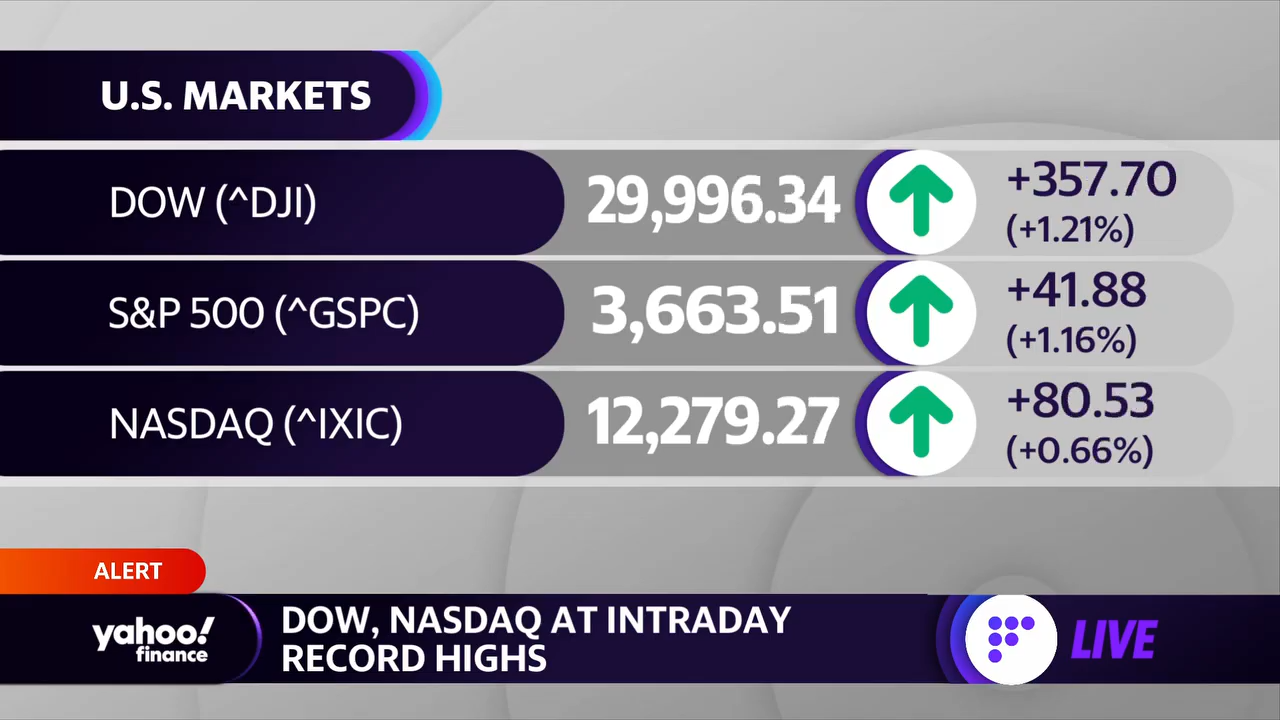 U.S. MARKETS
DOW (^DJI) 29,996.34 +357.70
(+1.21%)
S&P 500 (^GSPC) 3,663.51 +41.88
(+1.16%)
NASDAQ (^IXIC) 12,279.27 +80.53
(+0.66%)
ALERT
yahoo!
finance
DOW, NASDAQ AT INTRADAY
RECORD HIGHS
LIVE